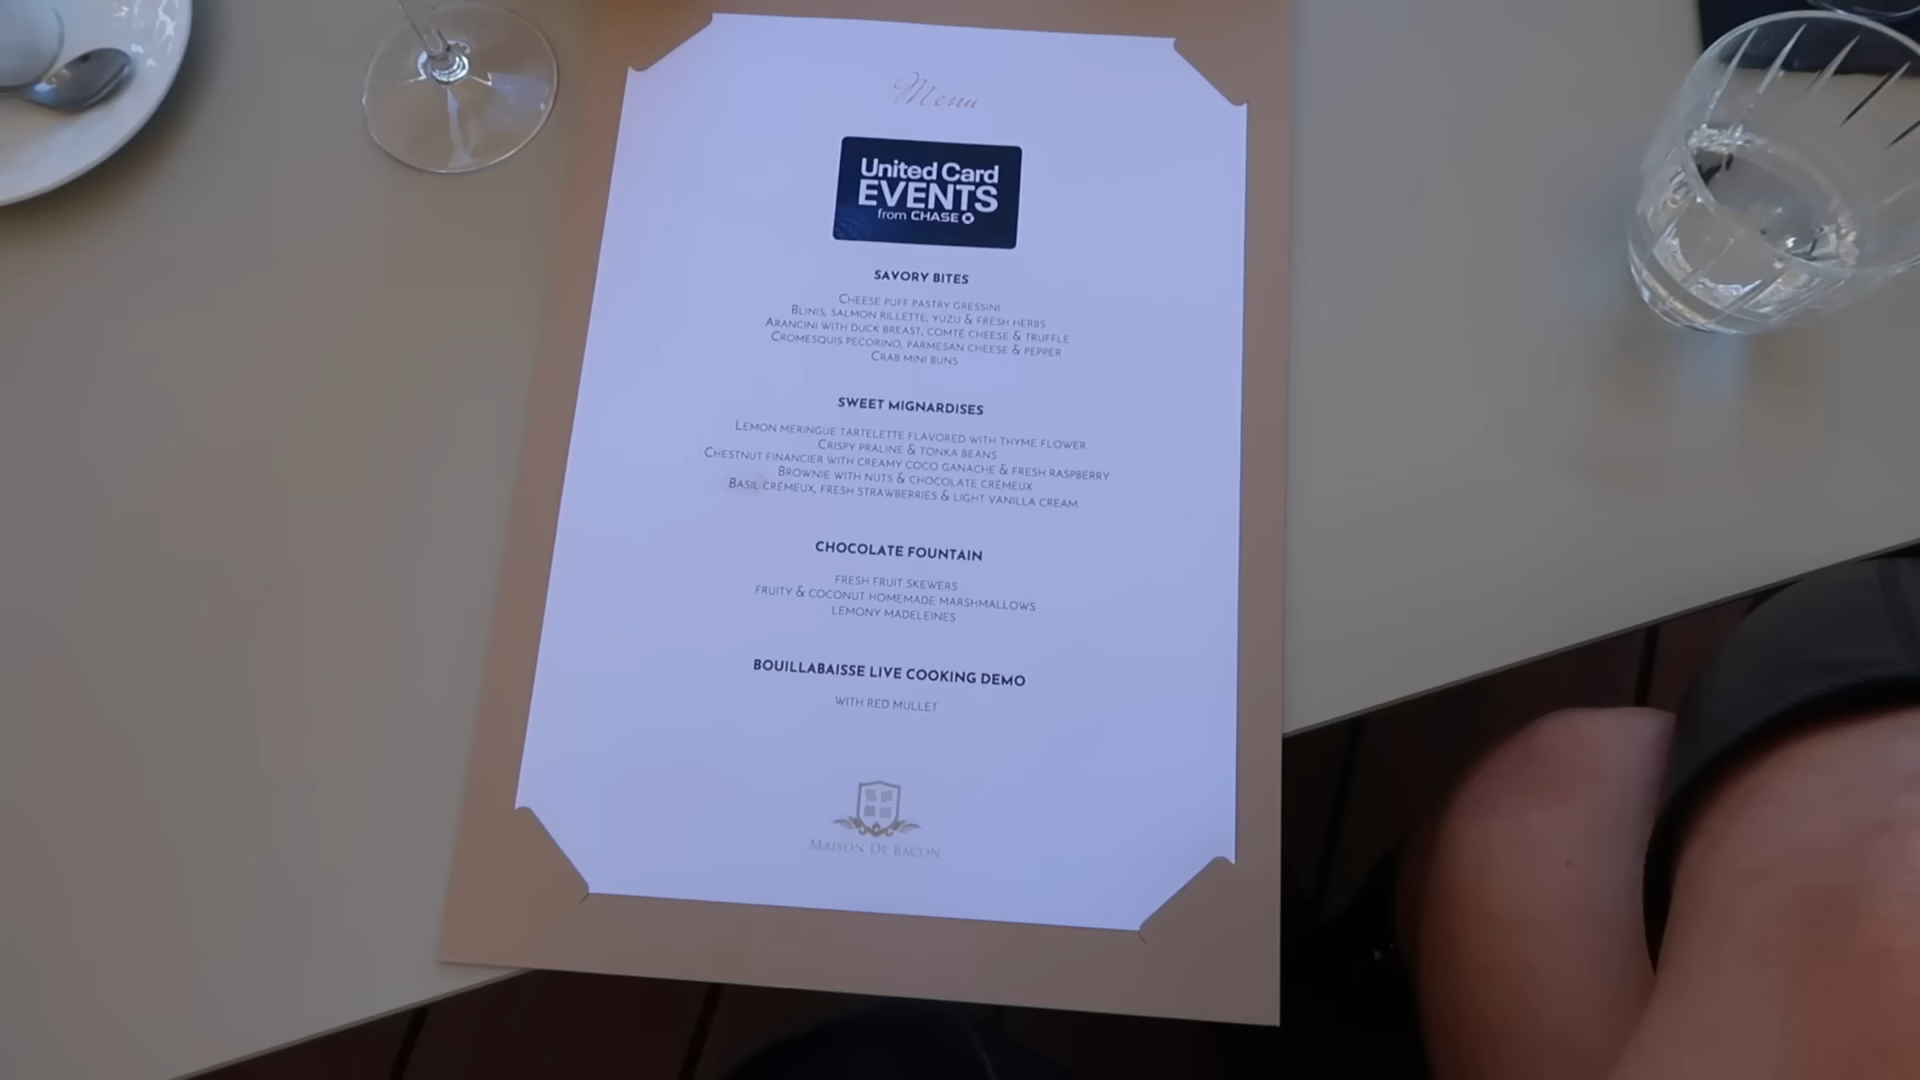 Menu
United Card
EVENTS
from CHASE
SAVORY BITES
CHEESE PUFF PASTRY GRESSINI
BLINIS, SALMON RILLETTE, YUZU & FRESH HERBS
ARANCINI WITH DUCK BREAST, COMTÉ CHEESE & TRUFFLE
CROMESQUIS PECORINO, PARMESAN CHEESE & PEPPER
CRAB MINI BUNS
SWEET MIGNARDISES
LEMON MERINGUE TARTELETTE FLAVORED WITH THYME FLOWER
CRISPY PRALINE & TONKA BEANS
CHESTNUT FINANCIER WITH CREAMY COCO GANACHE & FRESH RASPBERRY
BROWNIE WITH NUTS & CHOCOLATE CRÉMEUX
BASIL CRÉMEUX, FRESH STRAWBERRIES & LIGHT VANILLA CREAM
CHOCOLATE FOUNTAIN
FRESH FRUIT SKEWERS
FRUITY & COCONUT HOMEMADE MARSHMALLOWS
LEMONY MADELEINES
BOUILLABAISSE LIVE COOKING DEMO
WITH RED MULLET
MAISON DE BACON